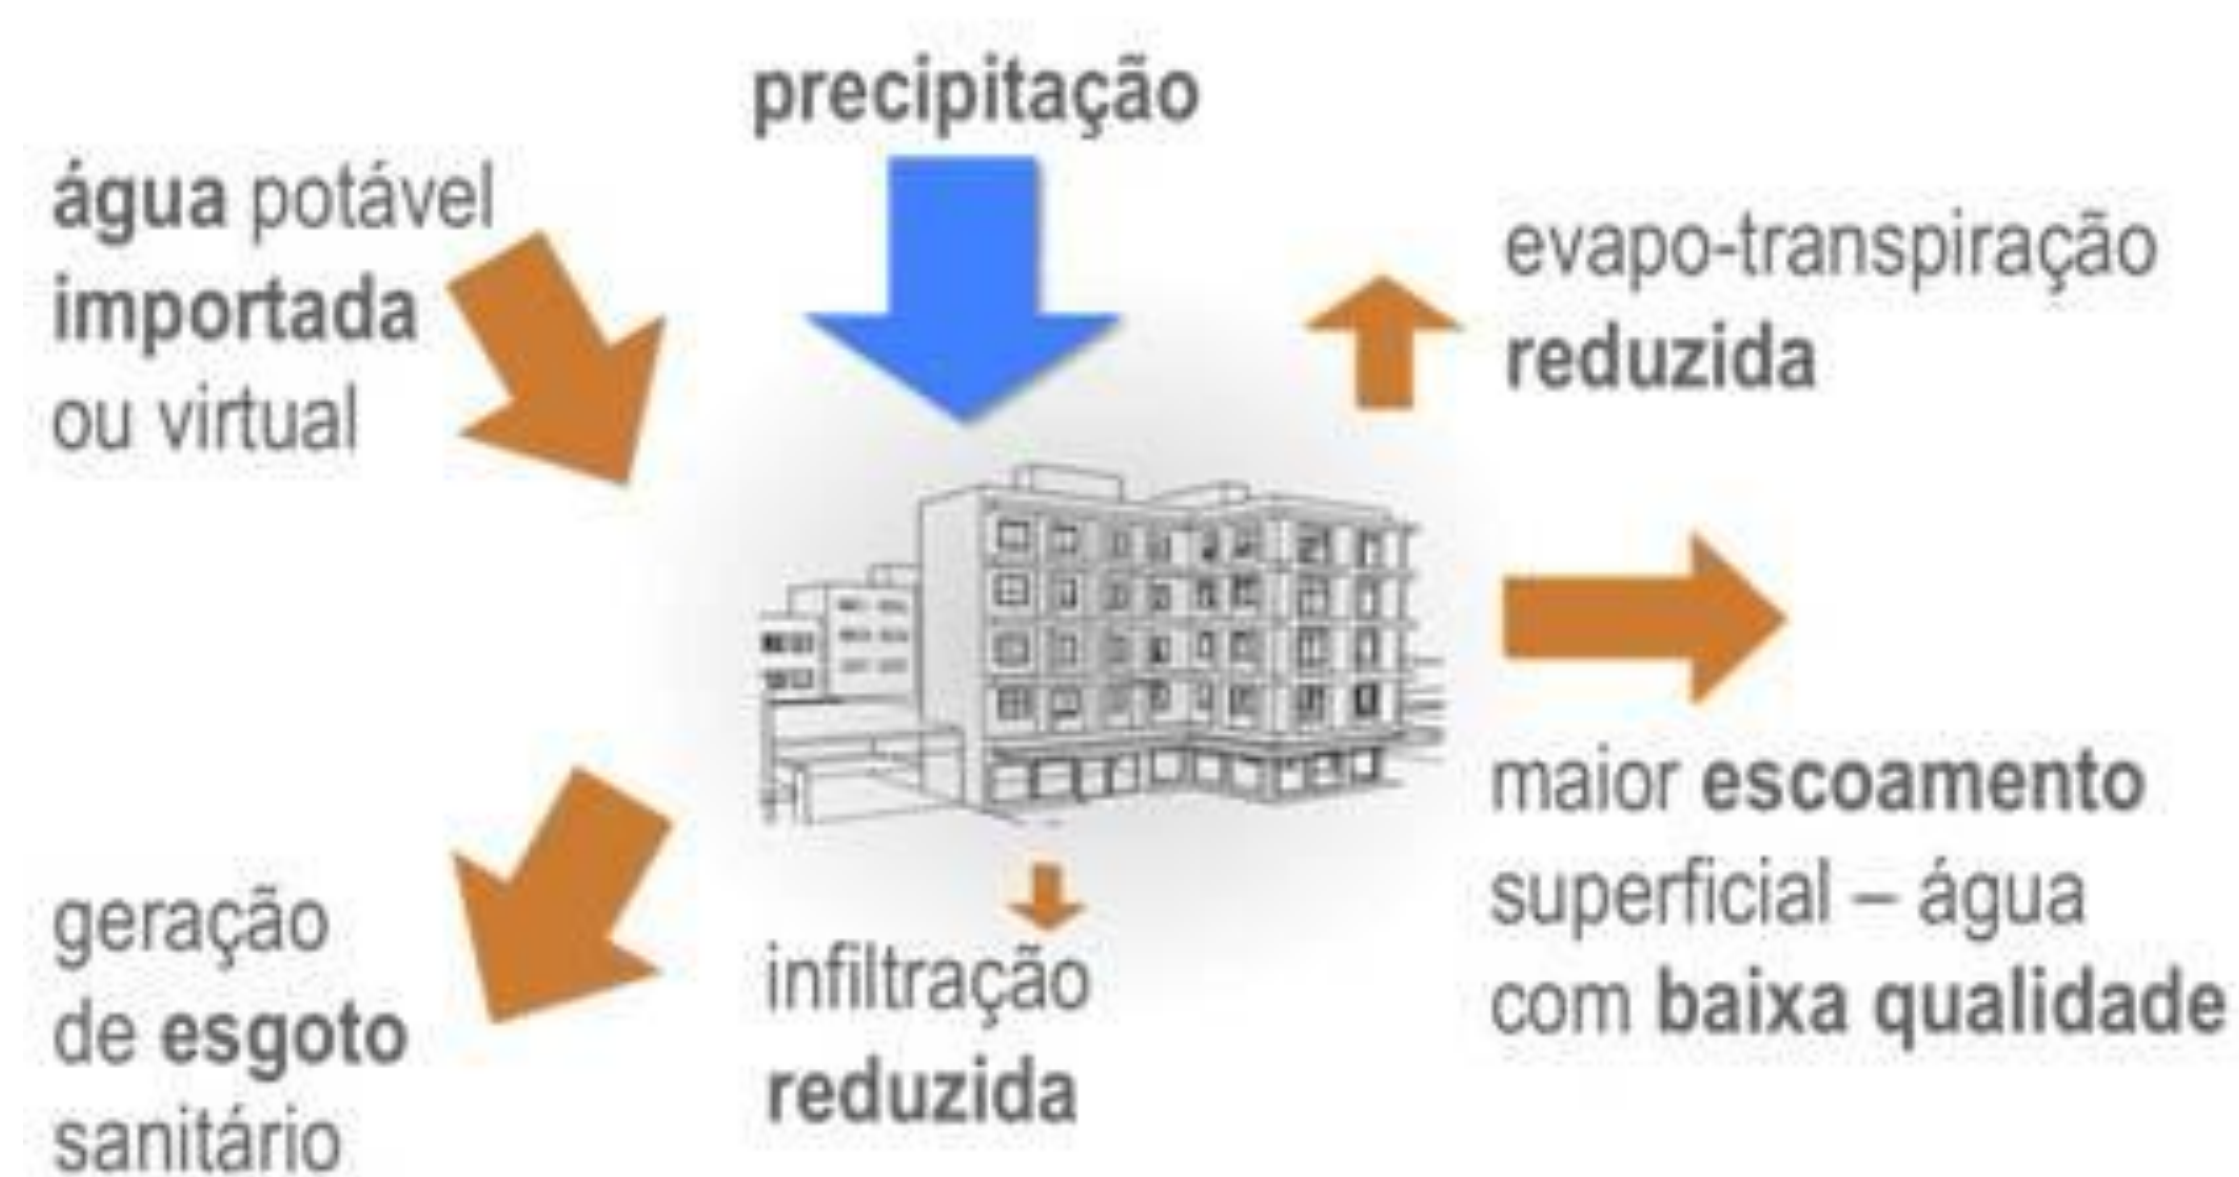 precipitação
água potável
importada
ou virtual
evapo-transpiração
reduzida
maior escoamento
superficial – água
com baixa qualidade
geração
de esgoto
sanitário
infiltração
reduzida